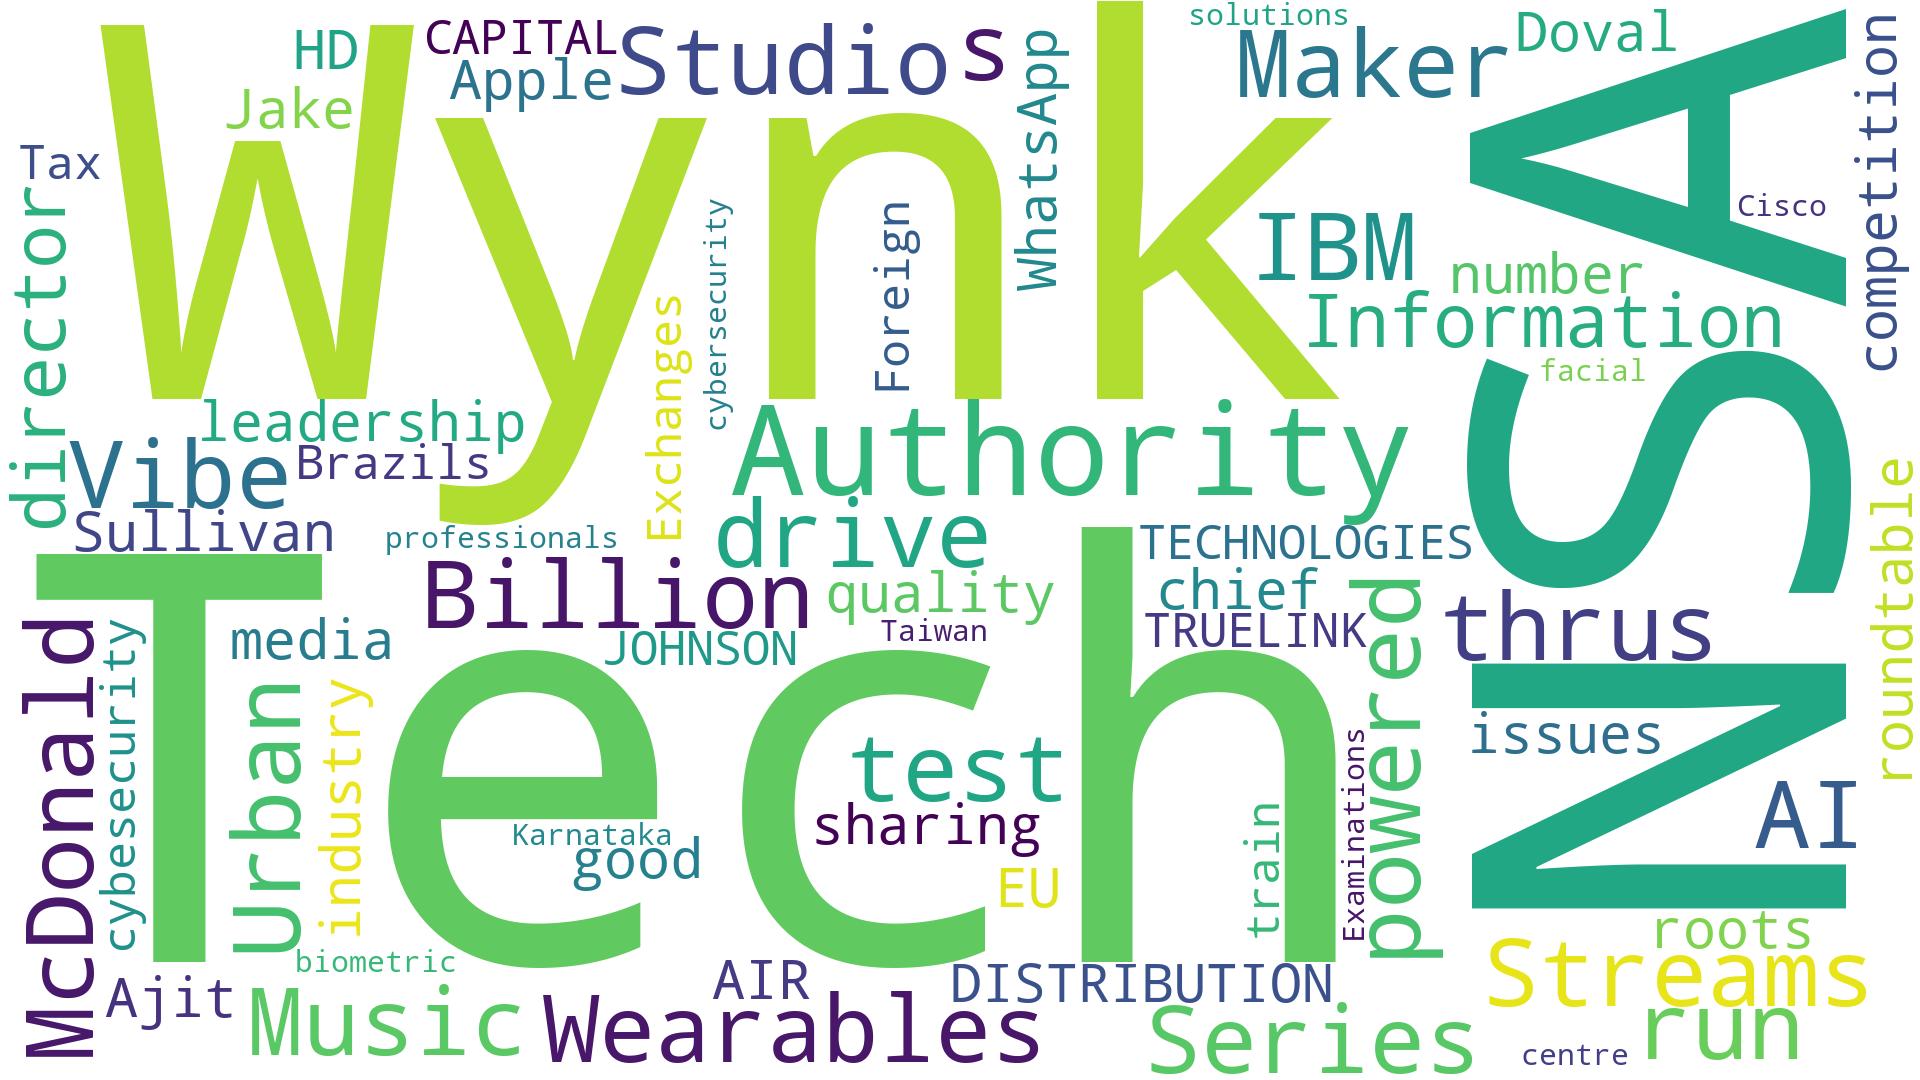 Wynk
Tech
NSA
HD
CAPITAL
Studio
s
Apple
Jake
Tax
director
WhatsApp
solutions
Maker
Doval
competition
Cisco
IBM
number
Information
facial
Foreign
cybersecurity
Exchanges
leadership
Vibe
Brazils
Sullivan
professionals
Authority
drive
Billion
quality
TECHNOLOGIES
chief
Taiwan
TRUELINK
JOHNSON
thrus
powered
roundtable
McDonald
cybesecurity
media
Urban
industry
test
sharing
Karnataka
good
EU
train
Examinations
issues
AI
biometric
Ajit
Music
Wearables
AIR
DISTRIBUTION
Series
roots
Streams
run
centre